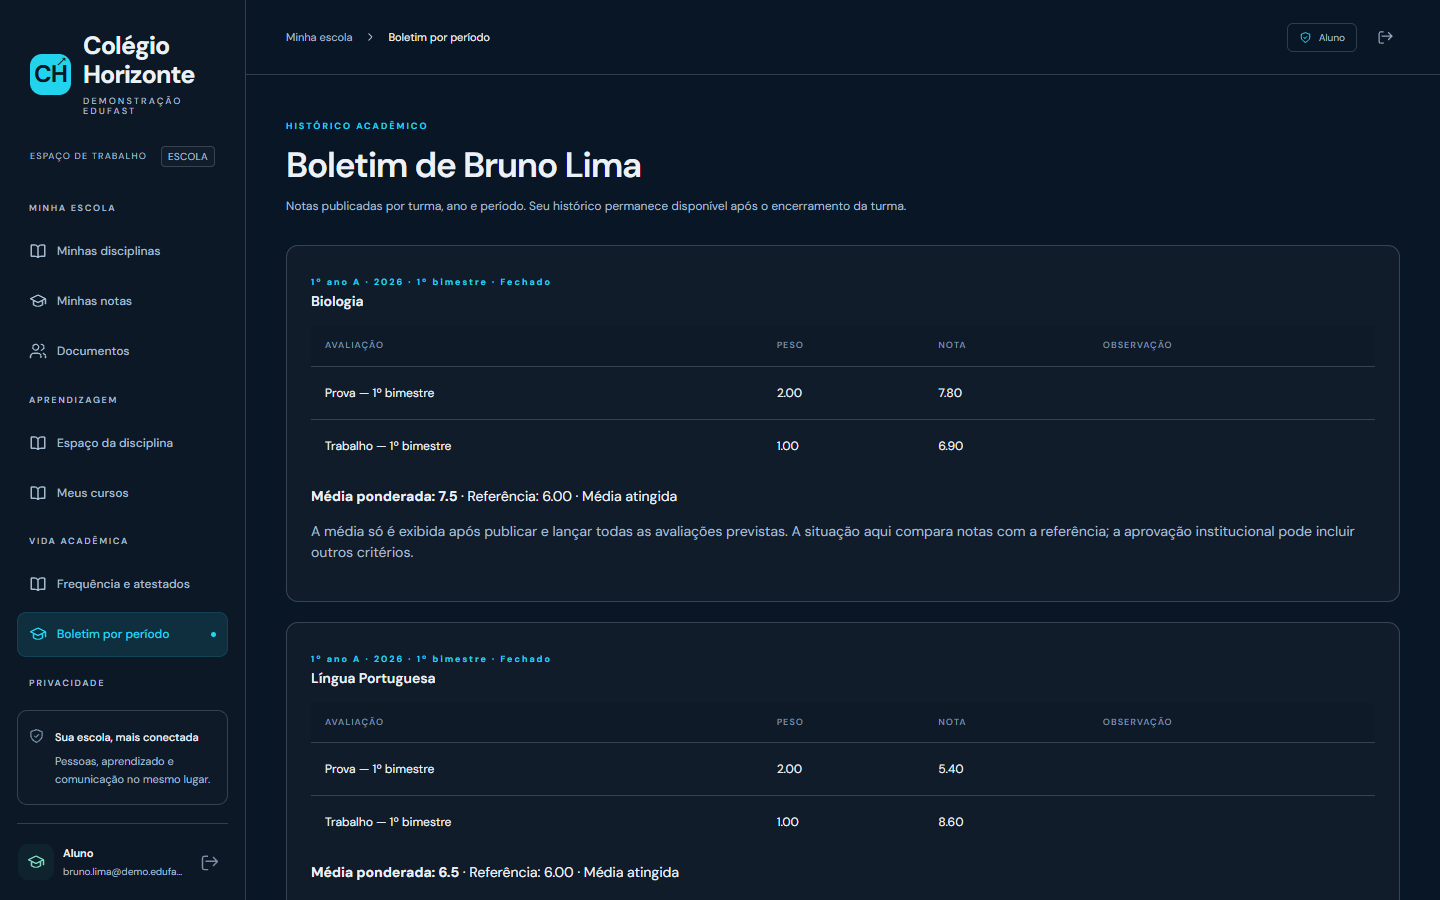 CH
Colégio
Horizonte
DEMONSTRAÇÃO
EDUFAST
ESPAÇO DE TRABALHO
ESCOLA
MINHA ESCOLA
Minhas disciplinas
Minhas notas
Documentos
APRENDIZAGEM
Espaço da disciplina
Meus cursos
VIDA ACADÊMICA
Frequência e atestados
Boletim por período
PRIVACIDADE
Sua escola, mais conectada
Pessoas, aprendizado e
comunicação no mesmo lugar.
Aluno
bruno.lima@demo.edufa...
Minha escola > Boletim por período
Aluno
HISTÓRICO ACADÊMICO
Boletim de Bruno Lima
Notas publicadas por turma, ano e período. Seu histórico permanece disponível após o encerramento da turma.
1º ano A · 2026 · 1º bimestre · Fechado
Biologia
AVALIAÇÃO PESO NOTA OBSERVAÇÃO
Prova — 1º bimestre 2.00 7.80
Trabalho — 1º bimestre 1.00 6.90
Média ponderada: 7.5 · Referência: 6.00 · Média atingida
A média só é exibida após publicar e lançar todas as avaliações previstas. A situação aqui compara notas com a referência; a aprovação institucional pode incluir
outros critérios.
1º ano A · 2026 · 1º bimestre · Fechado
Língua Portuguesa
AVALIAÇÃO PESO NOTA OBSERVAÇÃO
Prova — 1º bimestre 2.00 5.40
Trabalho — 1º bimestre 1.00 8.60
Média ponderada: 6.5 · Referência: 6.00 · Média atingida